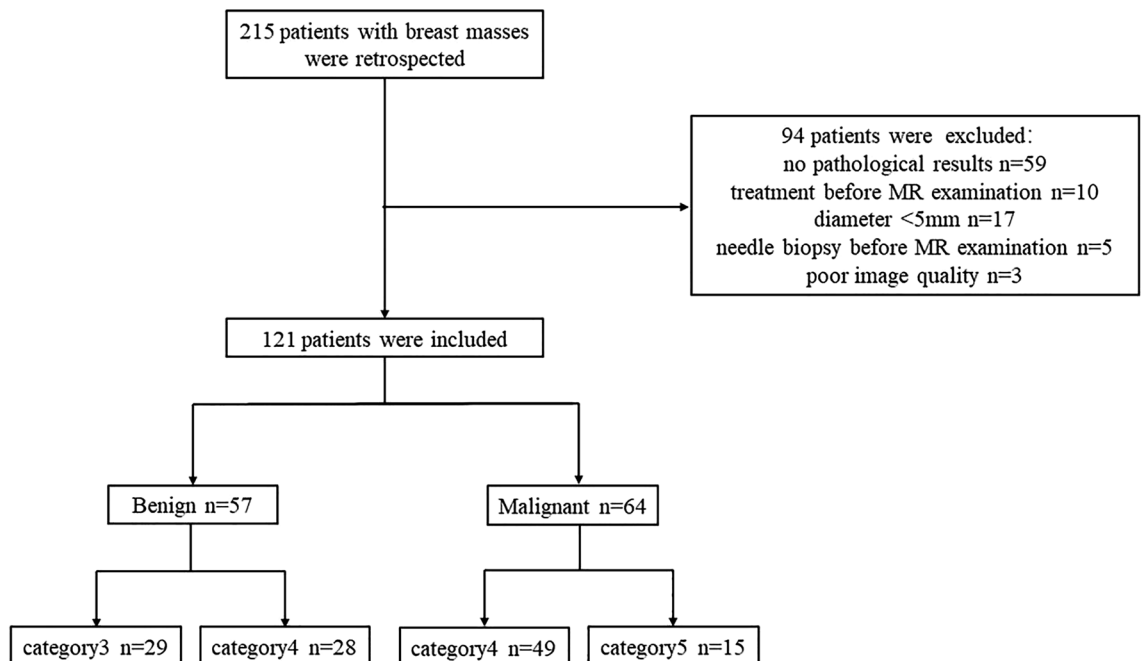 215 patients with breast masses
were retrospected
94 patients were excluded:
no pathological results n=59
treatment before MR examination n=10
diameter <5mm n=17
needle biopsy before MR examination n=5
poor image quality n=3
121 patients were included
Benign n=57
Malignant n=64
category3 n=29
category4 n=28
category4 n=49
category5 n=15